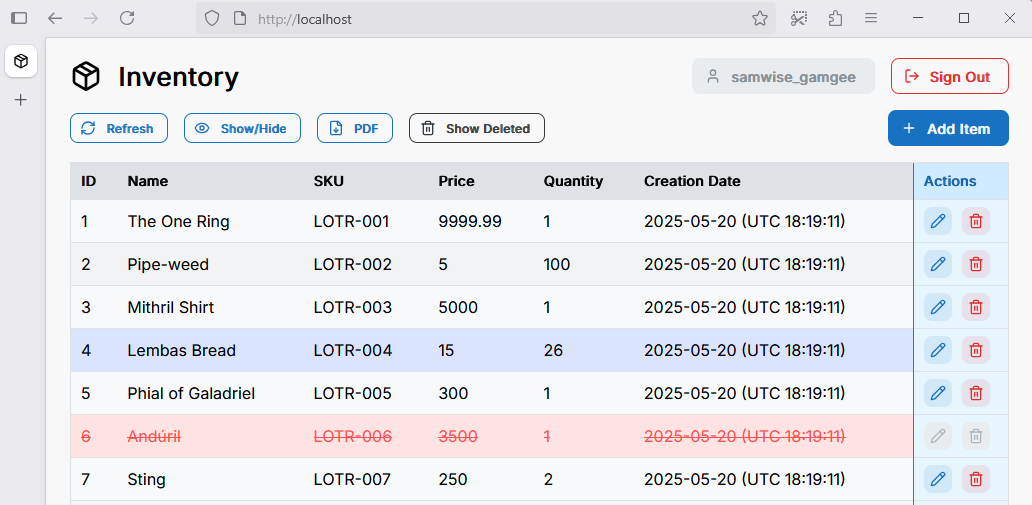 http://localhost
Inventory
samwise_gamgee
Sign Out
Refresh
Show/Hide
PDF
Show Deleted
Add Item
ID Name SKU Price Quantity Creation Date Actions
1 The One Ring LOTR-001 9999.99 1 2025-05-20 (UTC 18:19:11)
2 Pipe-weed LOTR-002 5 100 2025-05-20 (UTC 18:19:11)
3 Mithril Shirt LOTR-003 5000 1 2025-05-20 (UTC 18:19:11)
4 Lembas Bread LOTR-004 15 26 2025-05-20 (UTC 18:19:11)
5 Phial of Galadriel LOTR-005 300 1 2025-05-20 (UTC 18:19:11)
6 Andúril LOTR-006 3500 1 2025-05-20 (UTC 18:19:11)
7 Sting LOTR-007 250 2 2025-05-20 (UTC 18:19:11)